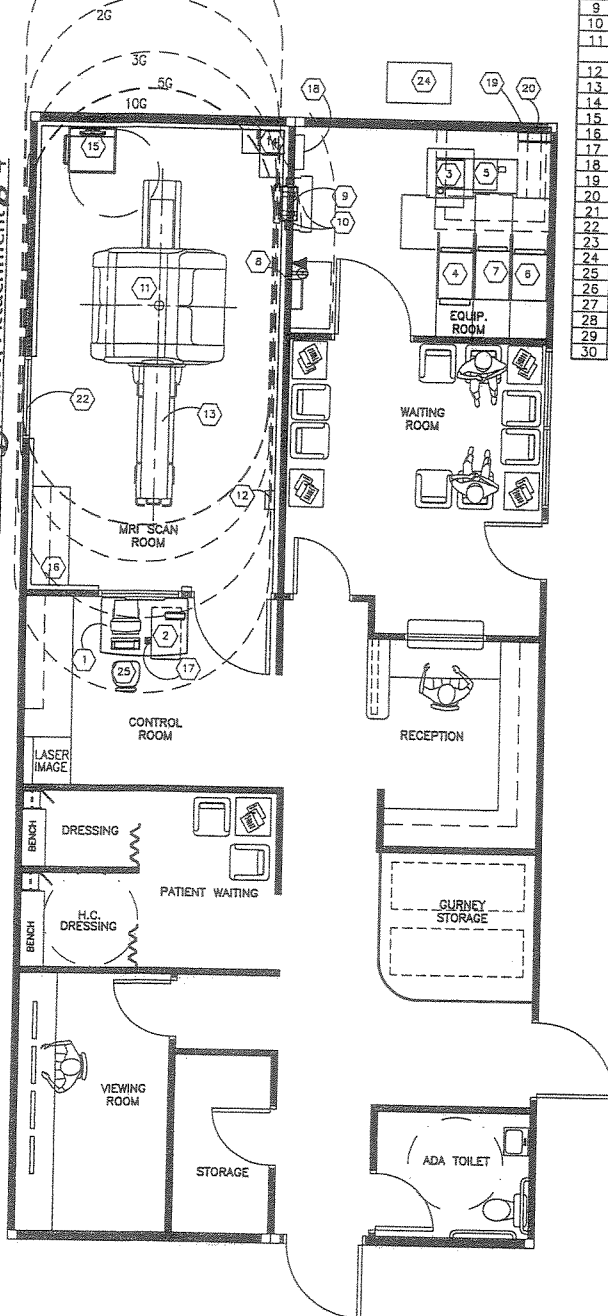 2G
3G
5G
10G
9
10
11
12
13
14
15
16
17
18
19
20
21
22
23
24
25
26
27
28
29
30
24
18
19
20
15
3
5
9
10
8
11
4
7
6
EQUIP.
ROOM
22
13
WAITING
ROOM
12
MRI SCAN
ROOM
16
1
2
25
17
CONTROL
ROOM
RECEPTION
LASER
IMAGE
BENCH
DRESSING
PATIENT WAITING
BENCH
H.C.
DRESSING
GURNEY
STORAGE
VIEWING
ROOM
STORAGE
ADA TOILET